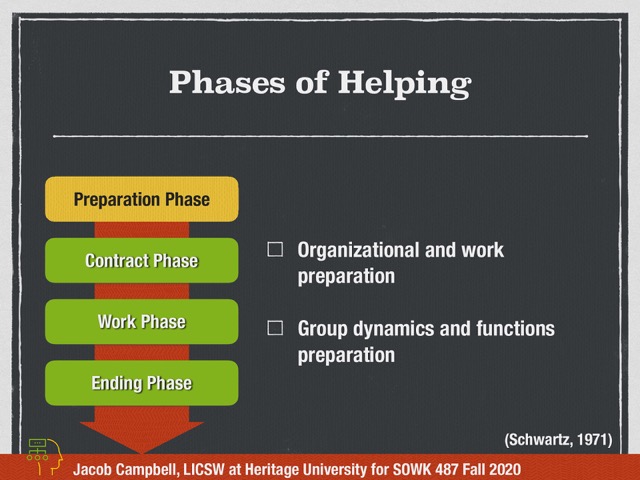 Phases of Helping
Preparation Phase
Contract Phase
Work Phase
Ending Phase
Organizational and work
preparation
Group dynamics and functions
preparation
(Schwartz, 1971)
Jacob Campbell, LICSW at Heritage University for SOWK 487 Fall 2020